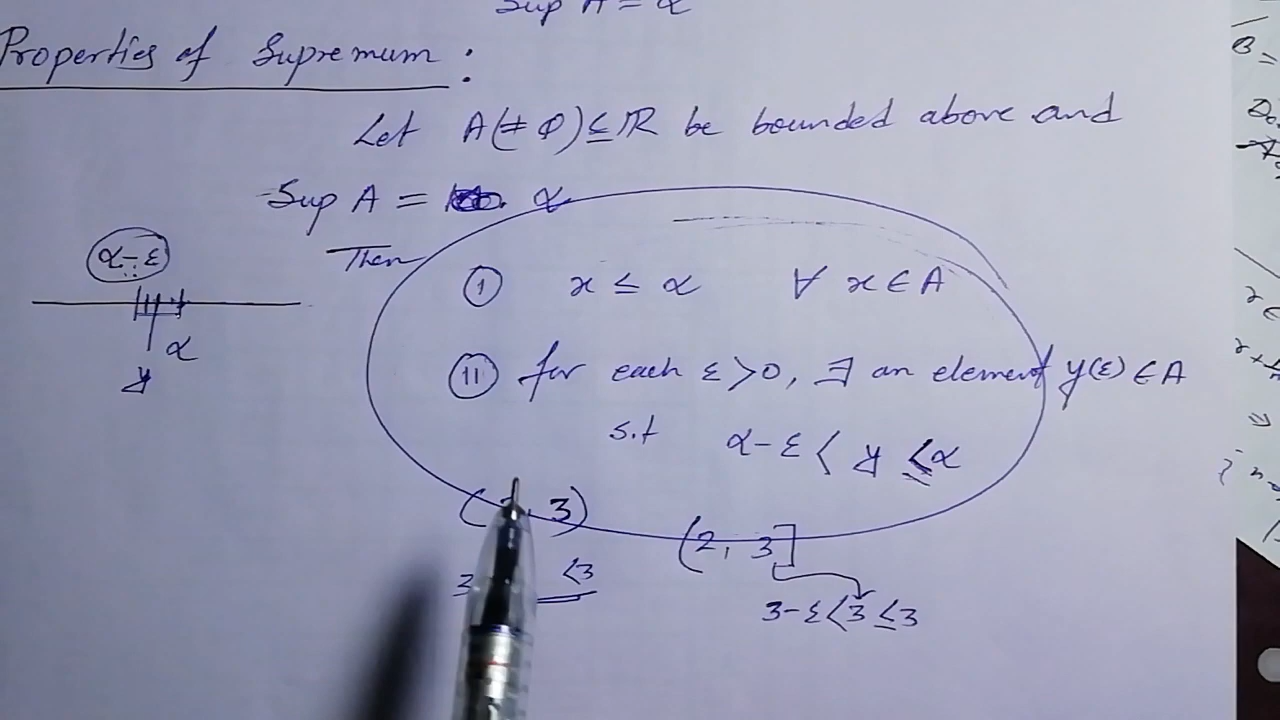 Sup A = α
Properties of Supremum :
Let A(≠ Φ) ⊆ ℝ be bounded above and
Sup A = α
Then
α-ε
α
y
① x ≤ α ∀ x ∈ A
⑪ for each ε>0, ∃ an element y(ε) ∈ A
s.t α-ε < y ≤ α
( , 3)
(2, 3]
3 <3
3-ε<3≤3
B =